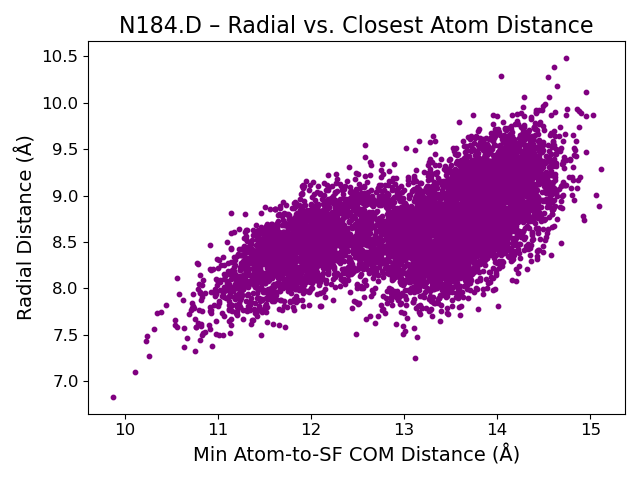 N184.D – Radial vs. Closest Atom Distance
Radial Distance (Å)
10.5
10.0
9.5
9.0
8.5
8.0
7.5
7.0
10 11 12 13 14 15
Min Atom-to-SF COM Distance (Å)